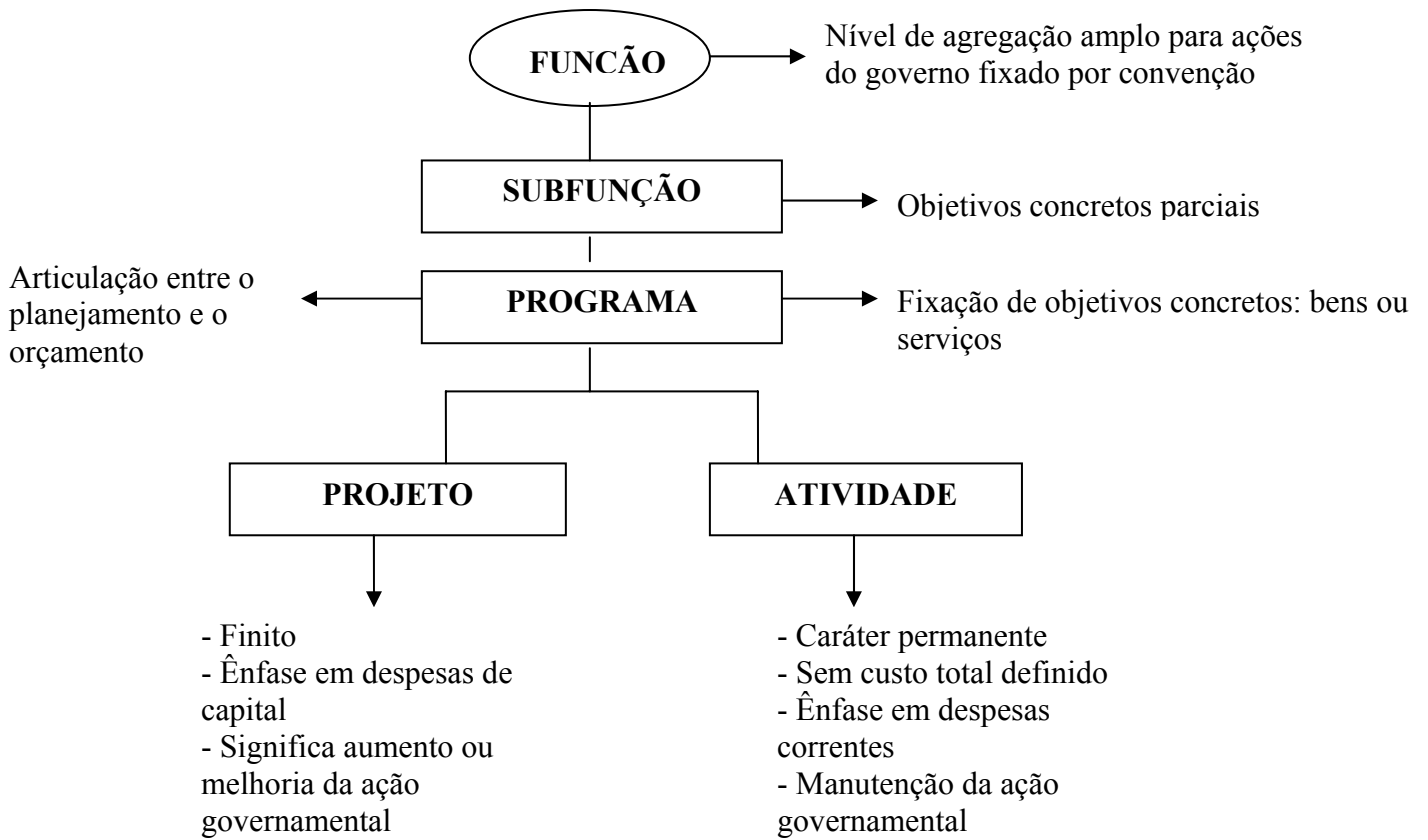 FUNCÃO
Nível de agregação amplo para ações
do governo fixado por convenção
SUBFUNÇÃO
Objetivos concretos parciais
Articulação entre o
planejamento e o
orçamento
PROGRAMA
Fixação de objetivos concretos: bens ou
serviços
PROJETO
ATIVIDADE
- Finito
- Ênfase em despesas de
capital
- Significa aumento ou
melhoria da ação
governamental
- Caráter permanente
- Sem custo total definido
- Ênfase em despesas
correntes
- Manutenção da ação
governamental